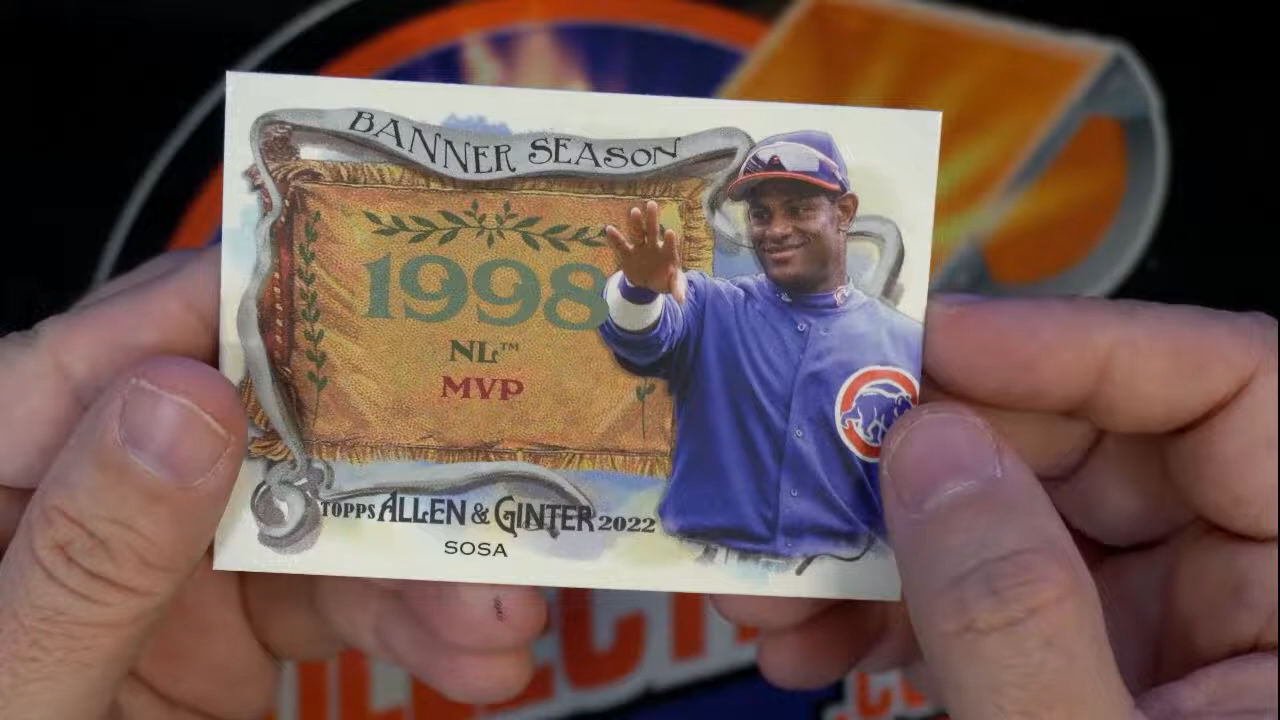 BANNER SEASON
1998
NL™
MVP
TOPPS ALLEN & GINTER 2022
SOSA